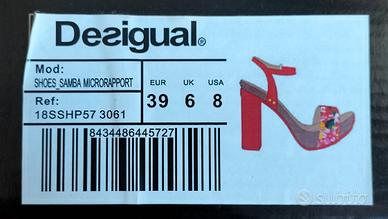 Desigual®
Mod:
SHOES_SAMBA MICRORAPPORT
Ref:
18SSHP57 3061
EUR UK USA
39 6 8
8434486445727
subito